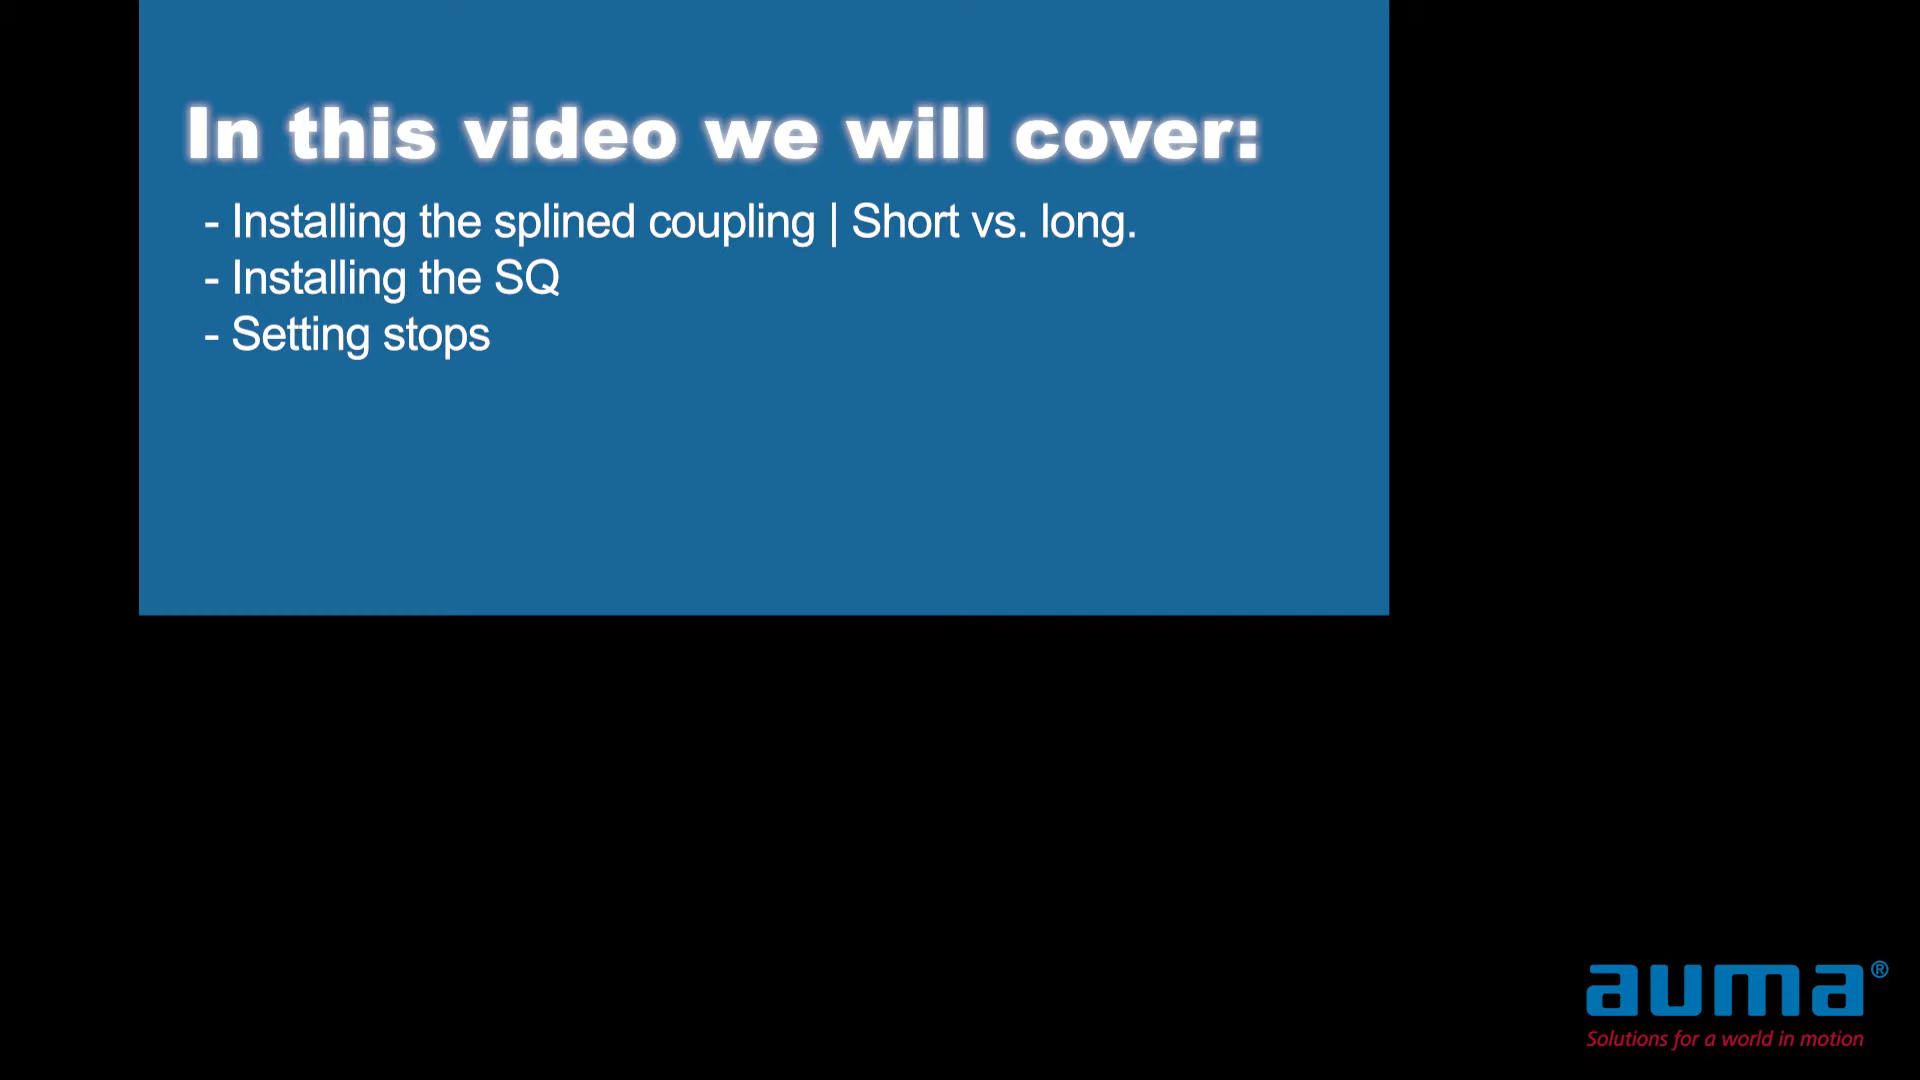 In this video we will cover:
- Installing the splined coupling | Short vs. long.
- Installing the SQ
- Setting stops
auma®
Solutions for a world in motion